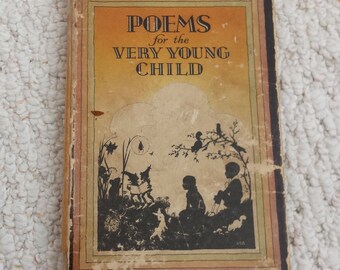 POEMS
for the
VERY YOUNG
CHILD